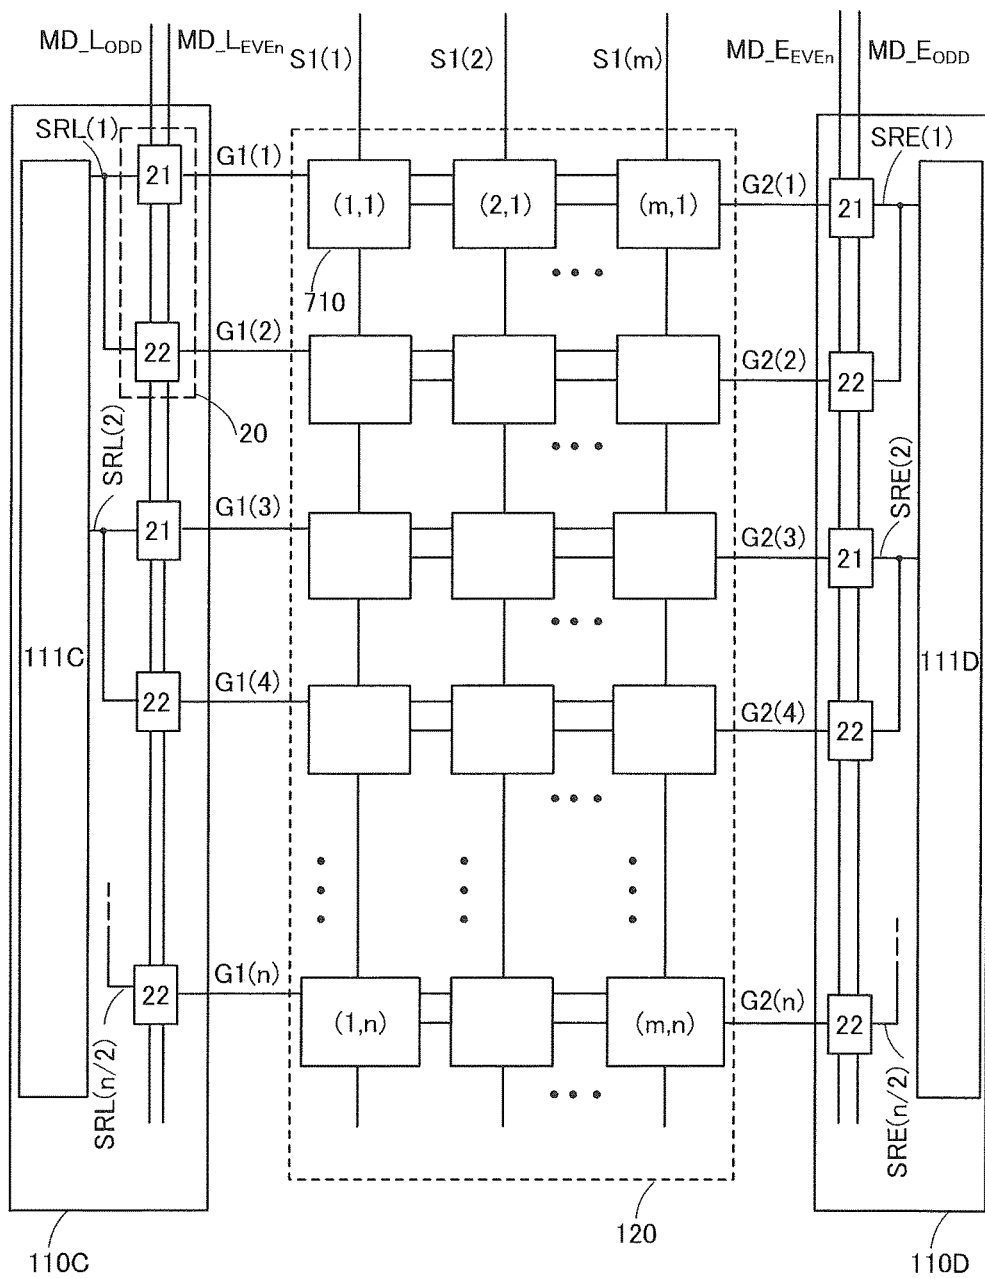 MD_LODD MD_LEVEn S1(1) S1(2) S1(m) MD_EEVEn MD_EODD
SRL(1) G1(1) SRE(1)
21 (1,1) (2,1) (m,1) G2(1) 21
710
22 G1(2) G2(2) 22
20
SRL(2) SRE(2)
21 G1(3) G2(3) 21
111C 111D
22 G1(4) G2(4) 22
22 G1(n) (1,n) (m,n) G2(n) 22
SRL(n/2) SRE(n/2)
120
110C 110D